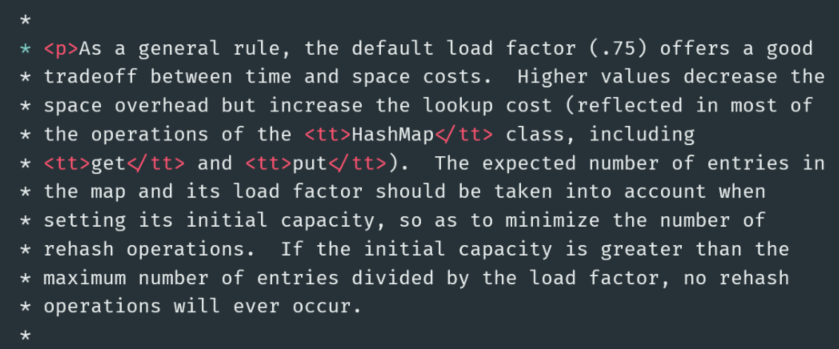 *
* <p>As a general rule, the default load factor (.75) offers a good
* tradeoff between time and space costs.  Higher values decrease the
* space overhead but increase the lookup cost (reflected in most of
* the operations of the <tt>HashMap</tt> class, including
* <tt>get</tt> and <tt>put</tt>).  The expected number of entries in
* the map and its load factor should be taken into account when
* setting its initial capacity, so as to minimize the number of
* rehash operations.  If the initial capacity is greater than the
* maximum number of entries divided by the load factor, no rehash
* operations will ever occur.
*